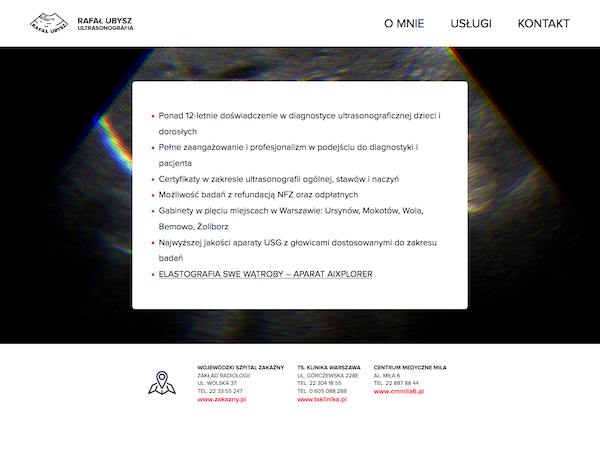 RAFAŁ UBYSZ
RAFAŁ UBYSZ
ULTRASONOGRAFIA
O MNIE
USŁUGI
KONTAKT
Ponad 12-letnie doświadczenie w diagnostyce ultrasonograficznej dzieci i
dorosłych
Pełne zaangażowanie i profesjonalizm w podejściu do diagnostyki i
pacjenta
Certyfikaty w zakresie ultrasonografii ogólnej, stawów i naczyń
Możliwość badań z refundacją NFZ oraz odpłatnych
Gabinety w pięciu miejscach w Warszawie: Ursynów, Mokotów, Wola,
Bemowo, Żoliborz
Najwyższej jakości aparaty USG z głowicami dostosowanymi do zakresu
badań
ELASTOGRAFIA SWE WĄTROBY – APARAT AIXPLORER
WOJEWÓDZKI SZPITAL ZAKAŹNY
ZAKŁAD RADIOLOGII
UL. WOLSKA 37
TEL. 22 33 55 247
www.zakazny.pl
TS. KLINIKA WARSZAWA
UL. GÓRCZEWSKA 228E
TEL. 22 304 18 55
TEL. 0 605 088 288
www.tsklinika.pl
CENTRUM MEDYCZNE MIŁA
AL. MIŁA 6
TEL. 22 887 88 44
www.cmmila6.pl